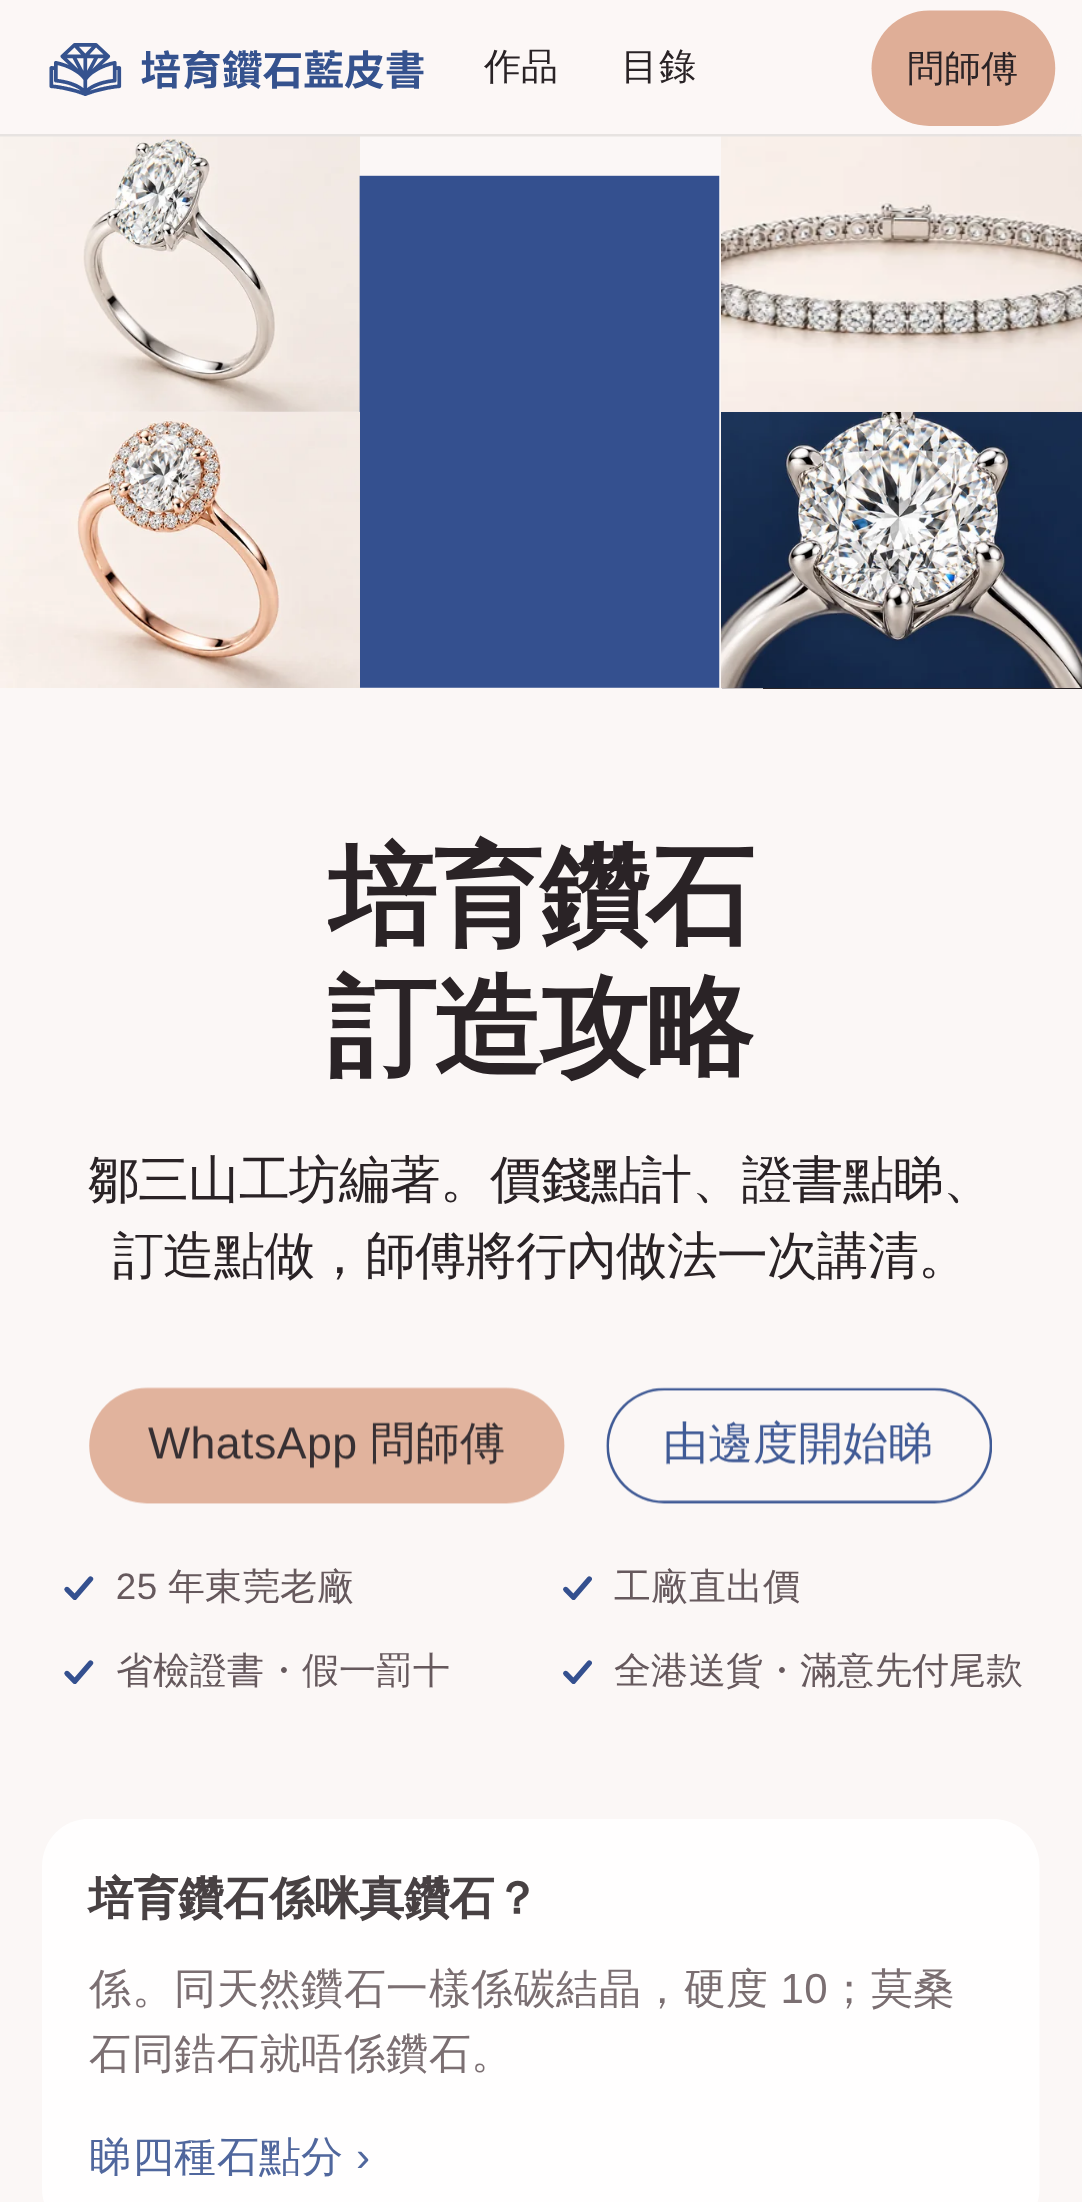 培育鑽石藍皮書
作品
目錄
問師傅
培育鑽石
訂造攻略
鄒三山工坊編著。價錢點計、證書點睇、
訂造點做，師傅將行內做法一次講清。
WhatsApp 問師傅
由邊度開始睇
25 年東莞老廠
工廠直出價
省檢證書・假一罰十
全港送貨・滿意先付尾款
培育鑽石係咪真鑽石？
係。同天然鑽石一樣係碳結晶，硬度 10；莫桑
石同鋯石就唔係鑽石。
睇四種石點分 ›